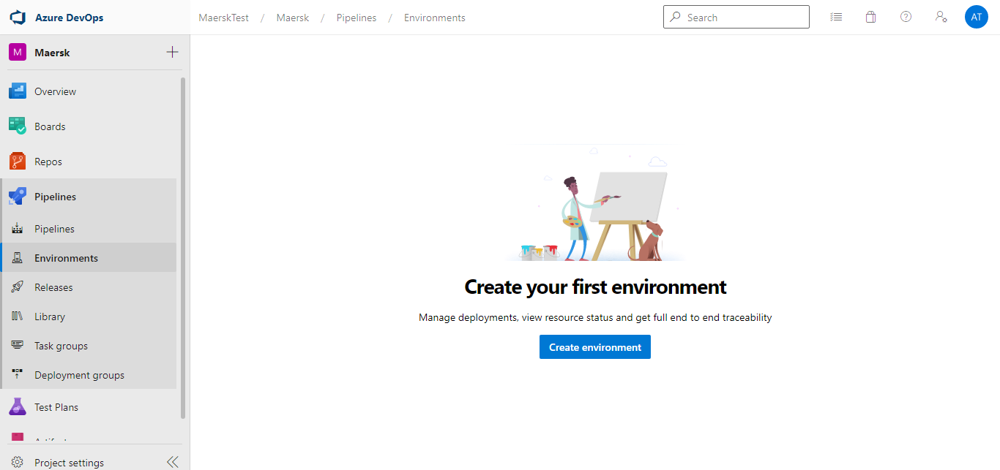 Azure DevOps
MaerskTest / Maersk / Pipelines / Environments
Search
AT
M Maersk
Overview
Boards
Repos
Pipelines
Pipelines
Environments
Releases
Library
Task groups
Deployment groups
Test Plans
Project settings
Create your first environment
Manage deployments, view resource status and get full end to end traceability
Create environment